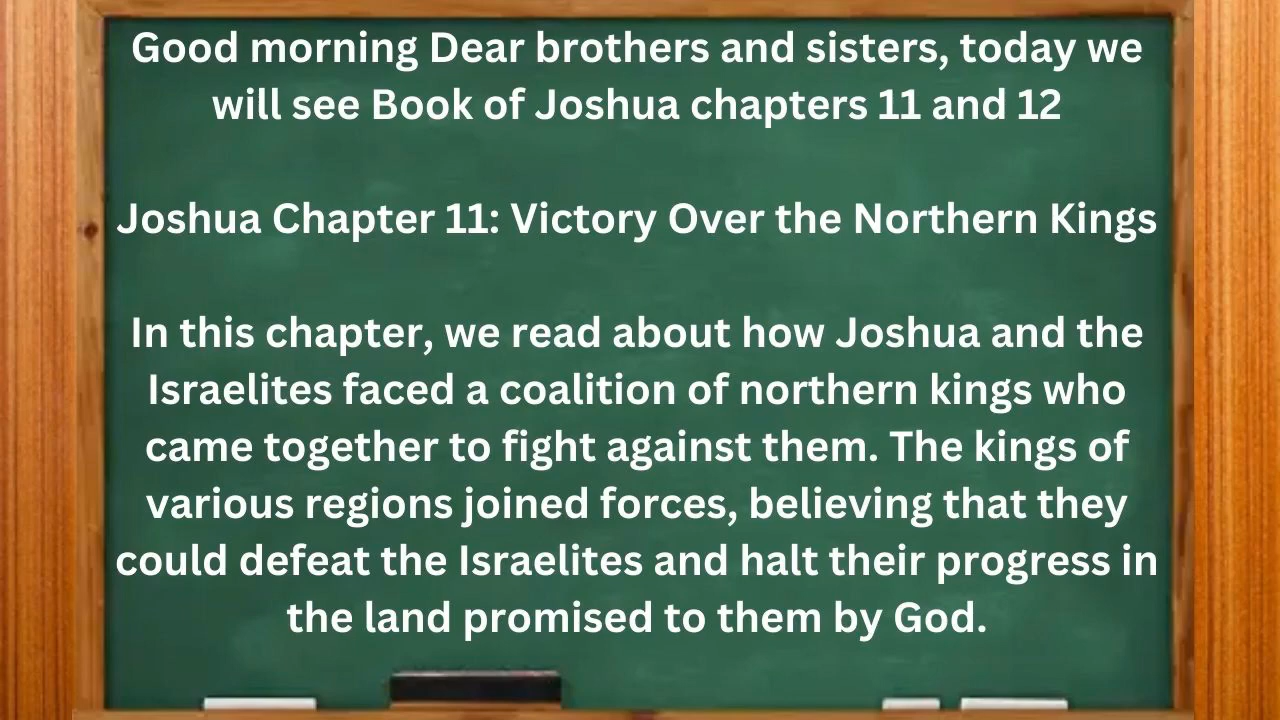 Good morning Dear brothers and sisters, today we
will see Book of Joshua chapters 11 and 12
Joshua Chapter 11: Victory Over the Northern Kings
In this chapter, we read about how Joshua and the
Israelites faced a coalition of northern kings who
came together to fight against them. The kings of
various regions joined forces, believing that they
could defeat the Israelites and halt their progress in
the land promised to them by God.